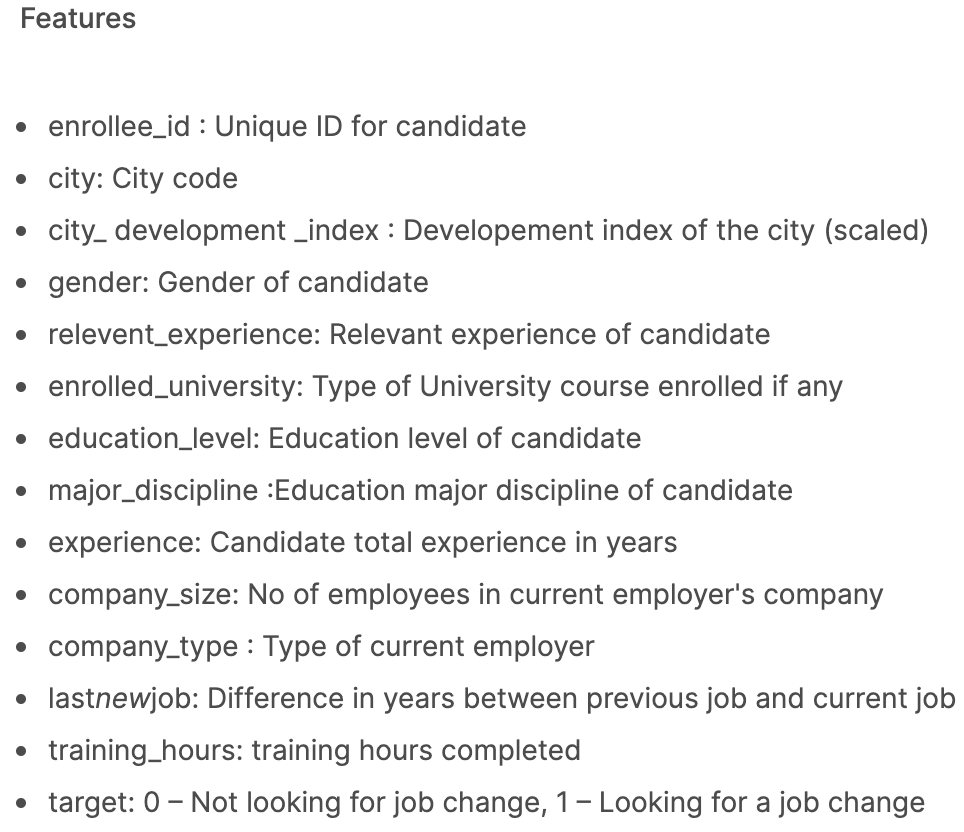 Features
enrollee_id : Unique ID for candidate
city: City code
city_ development _index : Developement index of the city (scaled)
gender: Gender of candidate
relevent_experience: Relevant experience of candidate
enrolled_university: Type of University course enrolled if any
education_level: Education level of candidate
major_discipline :Education major discipline of candidate
experience: Candidate total experience in years
company_size: No of employees in current employer's company
company_type : Type of current employer
lastnewjob: Difference in years between previous job and current job
training_hours: training hours completed
target: 0 – Not looking for job change, 1 – Looking for a job change